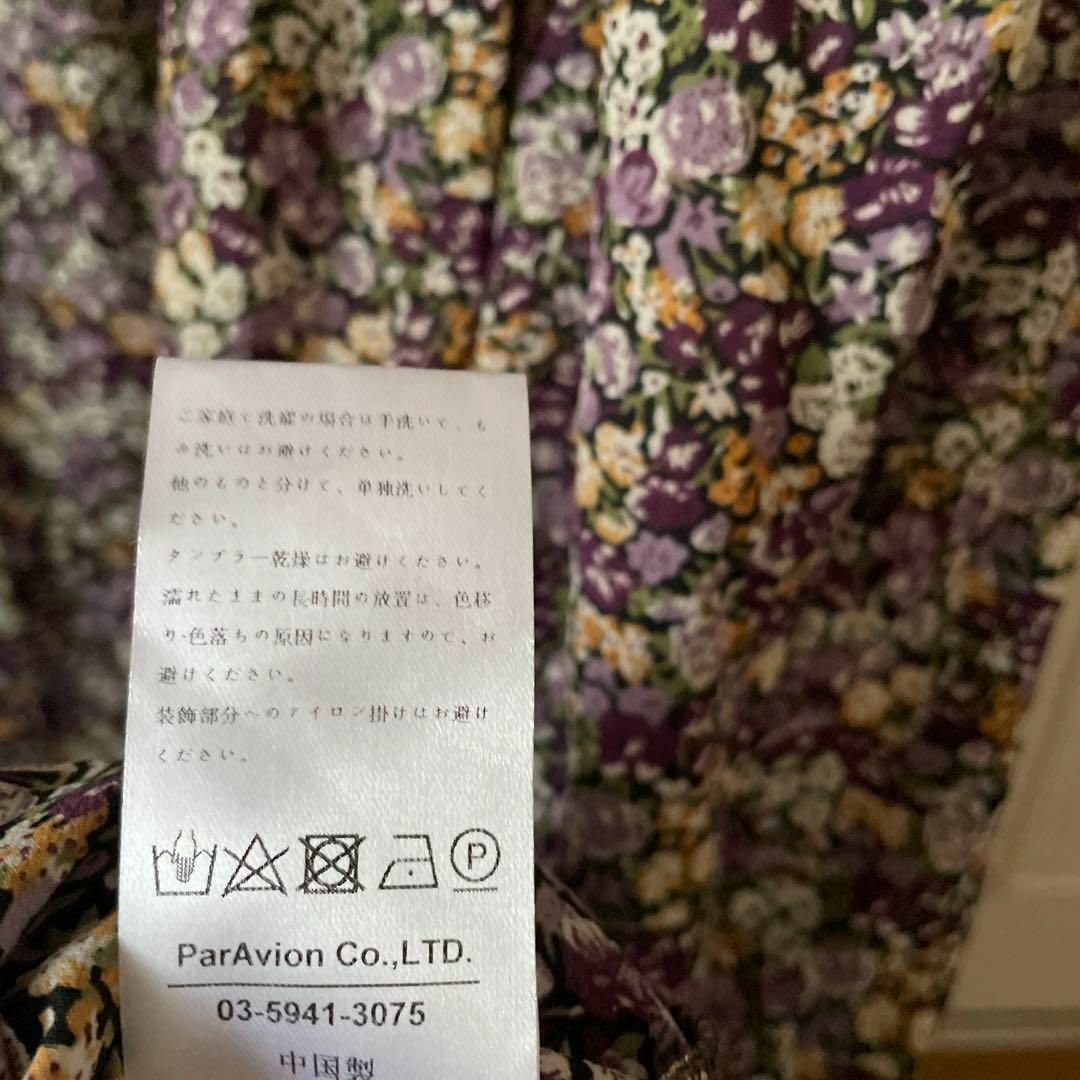 ご家庭で洗濯の場合は手洗いで、も
み洗いはお避けください。
他のものと分けて、単独洗いしてく
ださい。
タンブラー乾燥はお避けください。
濡れたままの長時間の放置は、色移
り·色落ちの原因になりますので、お
避けください。
装飾部分へのアイロン掛けはお避け
ください。
P
ParAvion Co.,LTD.
03-5941-3075
中国製